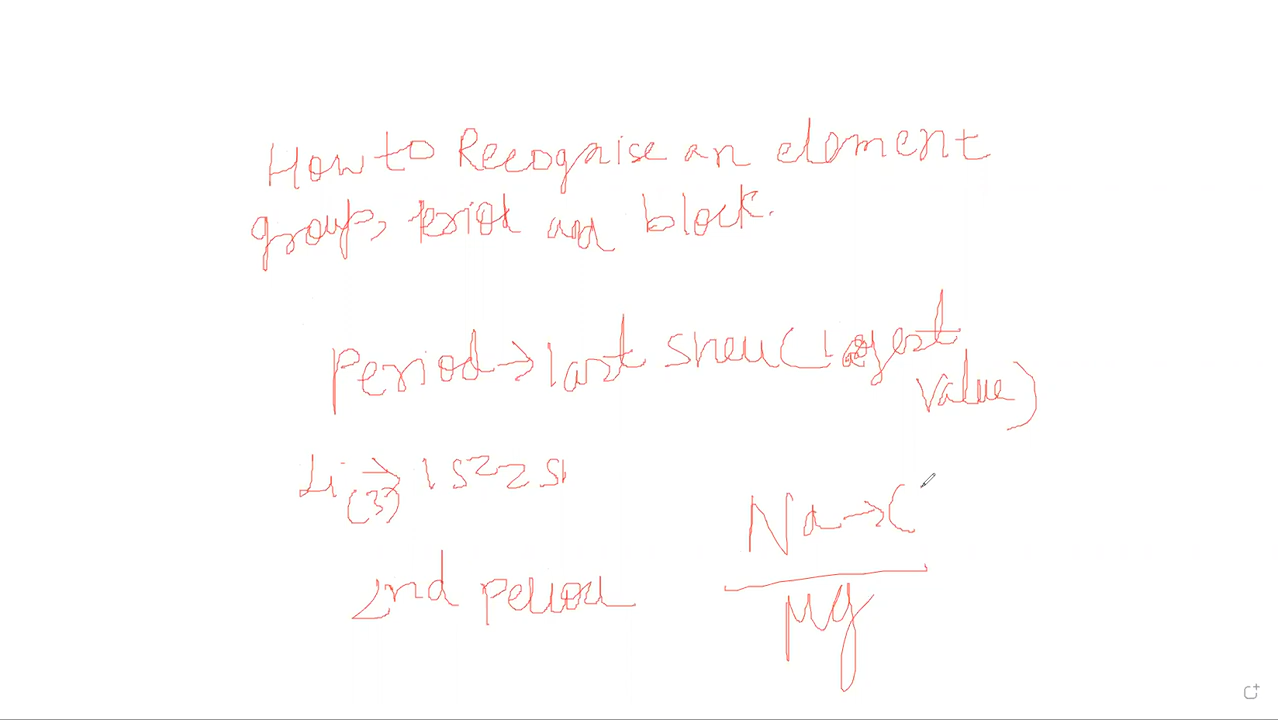 How to Recognise an element
group, period and block.
Period → last shell (largest
value)
Li → 1s2 2s1
(3)
2nd period
Na → (
Mg